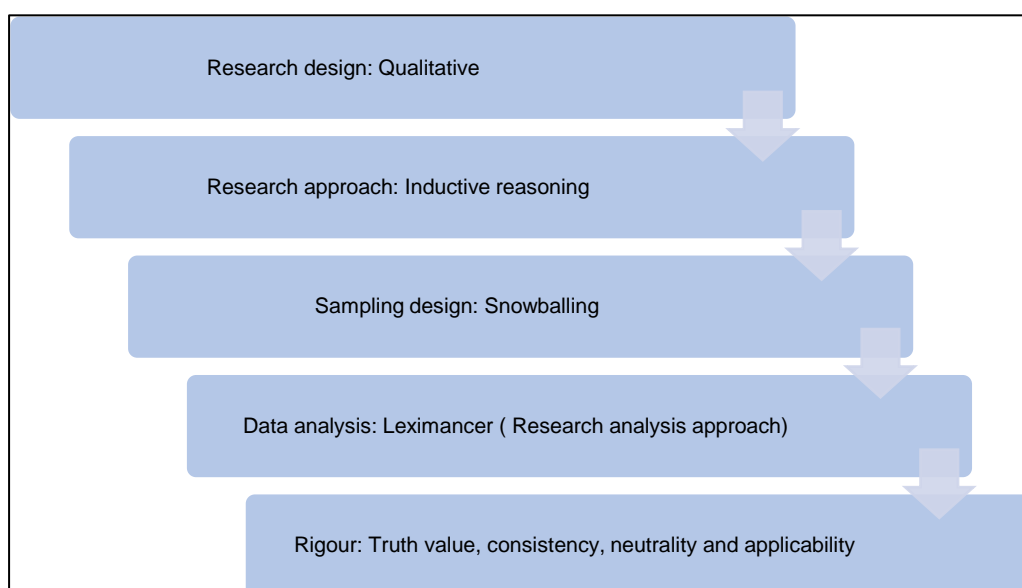 Research design: Qualitative
Research approach: Inductive reasoning
Sampling design: Snowballing
Data analysis: Leximancer ( Research analysis approach)
Rigour: Truth value, consistency, neutrality and applicability